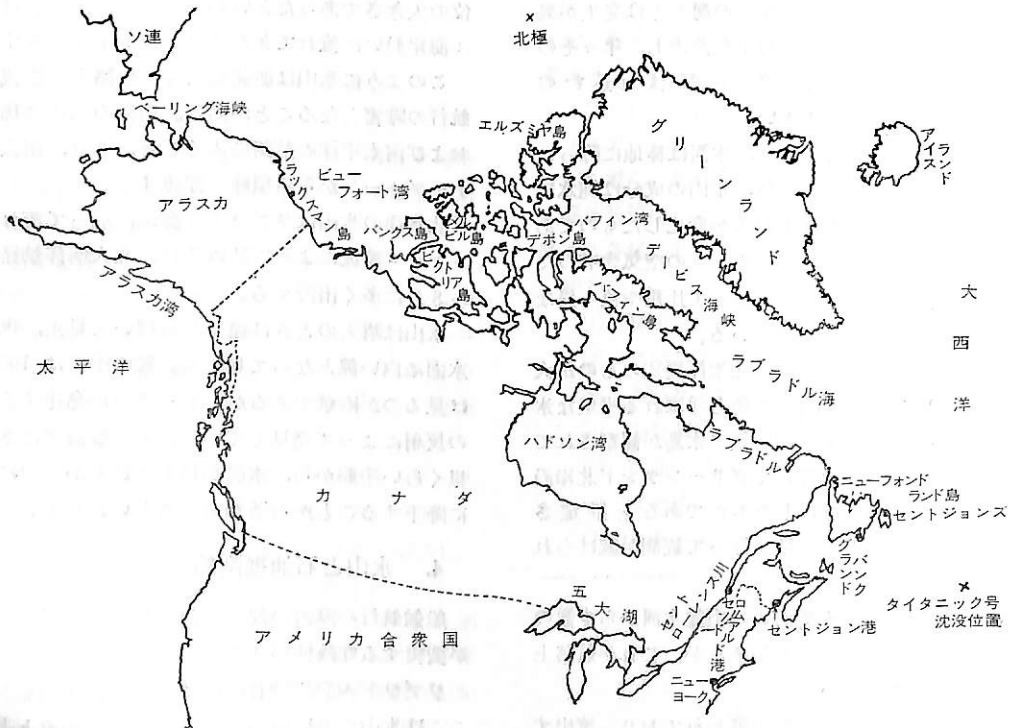 ソ連
北極
ベーリング海峡
エルズミヤ島
グリーンランド
アイスランド
アラスカ
フラックスマン島
ビューフォート湾
バンクス島
メルビル島
デボン島
バフィン湾
ビクトリア島
バフィン島
デービス海峡
アラスカ湾
太平洋
大西洋
ラブラドル海
ハドソン湾
ラブラドル
カナダ
ニューファンドランド島
セントジョンズ
グランドバンク
五大湖
セントローレンス川
タイタニック号
沈没位置
セントジョン港
アメリカ合衆国
ニューヨーク